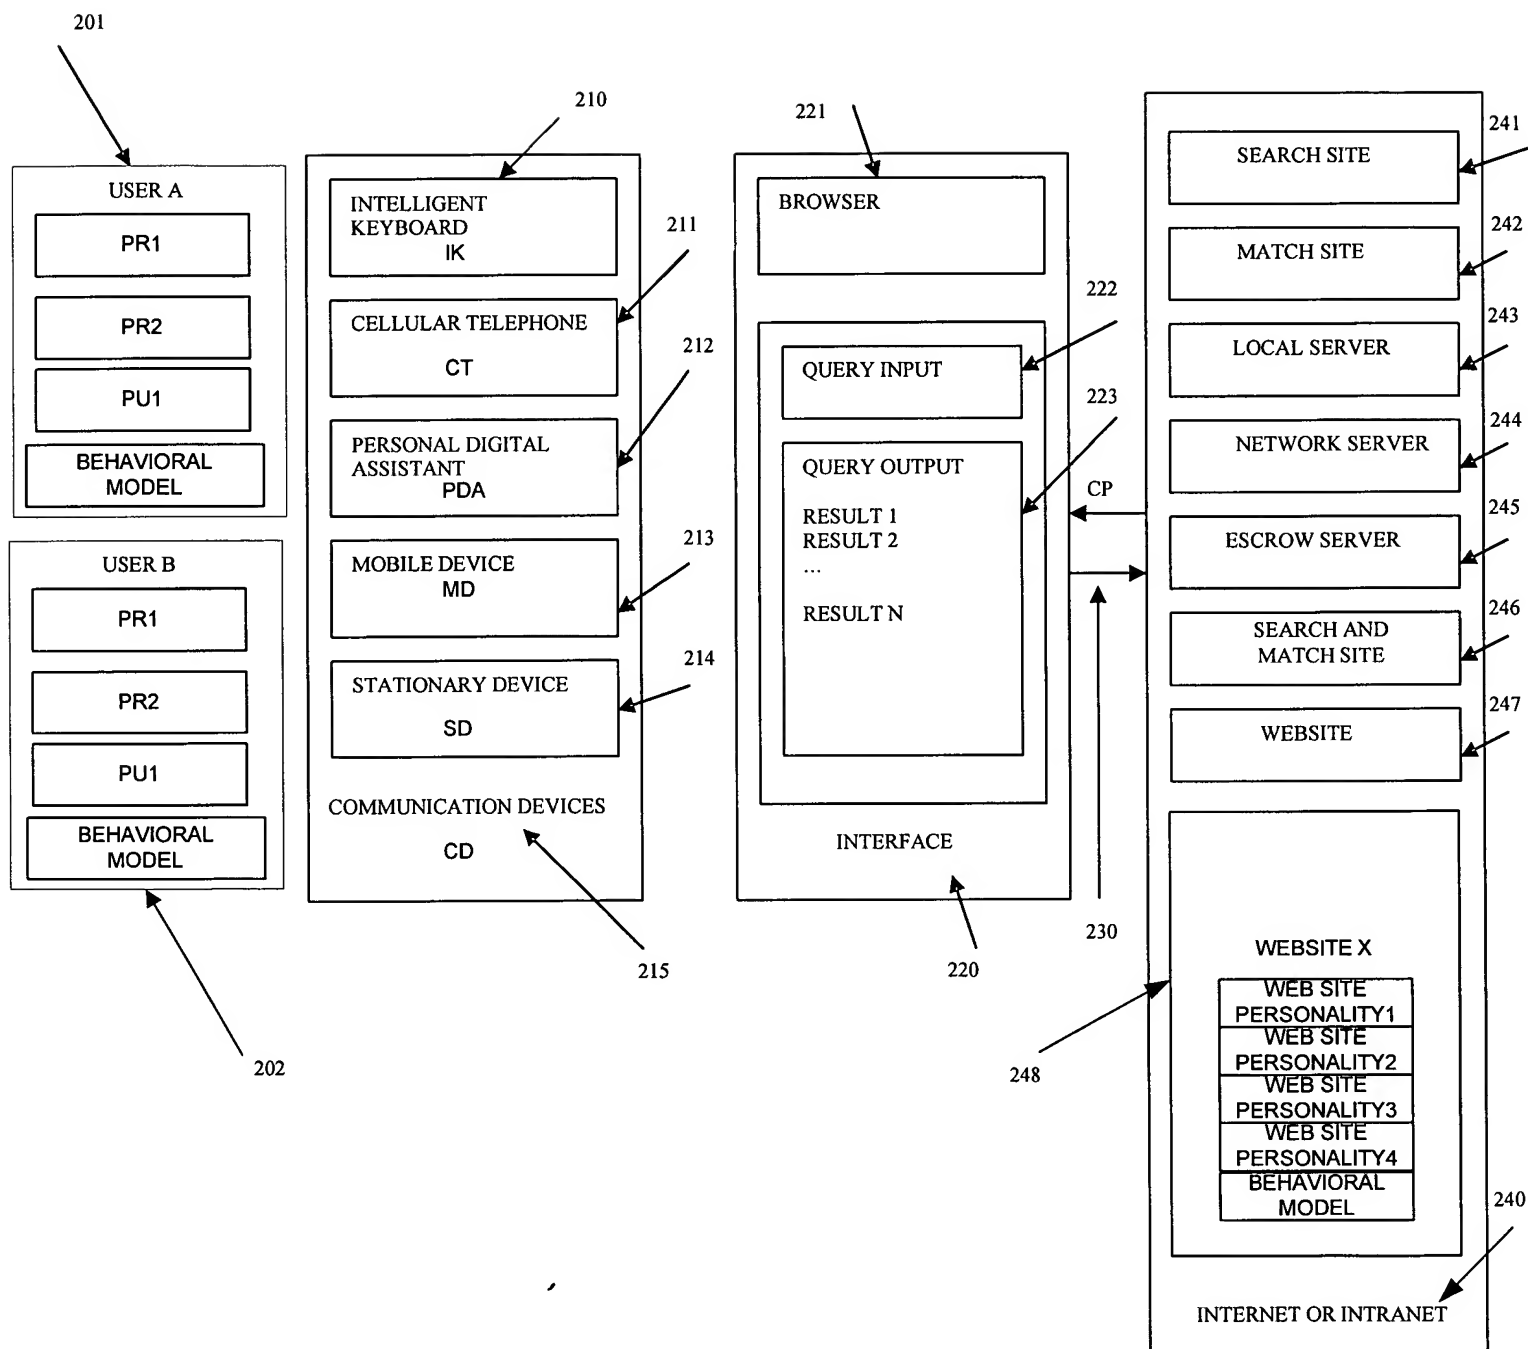 201
USER A
PR1
PR2
PU1
BEHAVIORAL
MODEL
USER B
PR1
PR2
PU1
BEHAVIORAL
MODEL
202
210
INTELLIGENT
KEYBOARD
IK
211
CELLULAR TELEPHONE
CT
212
PERSONAL DIGITAL
ASSISTANT
PDA
213
MOBILE DEVICE
MD
214
STATIONARY DEVICE
SD
COMMUNICATION DEVICES
CD
215
221
BROWSER
222
QUERY INPUT
223
QUERY OUTPUT
RESULT 1
RESULT 2
...
RESULT N
INTERFACE
220
CP
230
241
SEARCH SITE
242
MATCH SITE
243
LOCAL SERVER
244
NETWORK SERVER
245
ESCROW SERVER
246
SEARCH AND
MATCH SITE
247
WEBSITE
WEBSITE X
WEB SITE
PERSONALITY1
WEB SITE
PERSONALITY2
WEB SITE
PERSONALITY3
WEB SITE
PERSONALITY4
BEHAVIORAL
MODEL
248
240
INTERNET OR INTRANET